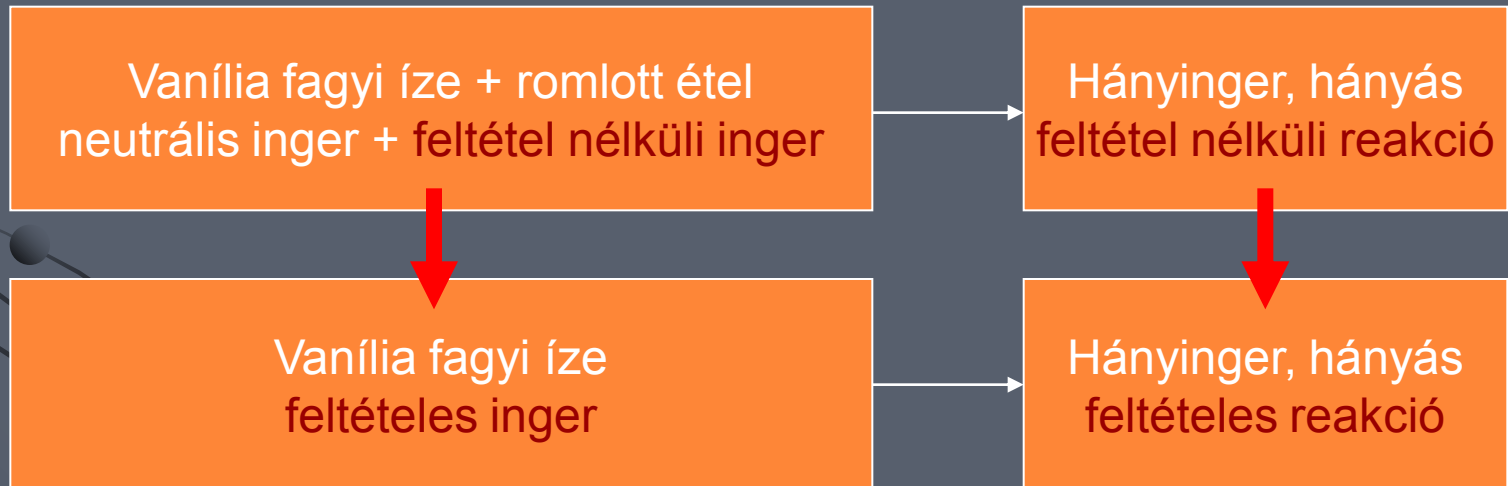 Vanília fagyi íze + romlott étel
neutrális inger + feltétel nélküli inger
Hányinger, hányás
feltétel nélküli reakció
Vanília fagyi íze
feltételes inger
Hányinger, hányás
feltételes reakció